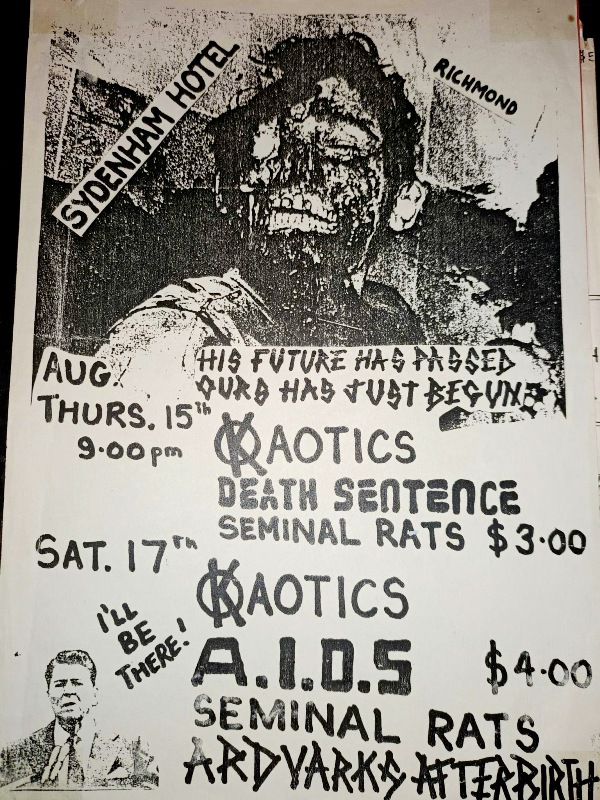 SYDENHAM HOTEL
RICHMOND
HIS FUTURE HAS PASSED
OURS HAS JUST BEGUN
AUG.
THURS. 15th
9.00pm
KAOTICS
DEATH SENTENCE
SEMINAL RATS $3.00
SAT. 17th
KAOTICS
I'LL
BE
THERE!
A.I.D.S $4.00
SEMINAL RATS
ARDVARKS AFTERBIRTH